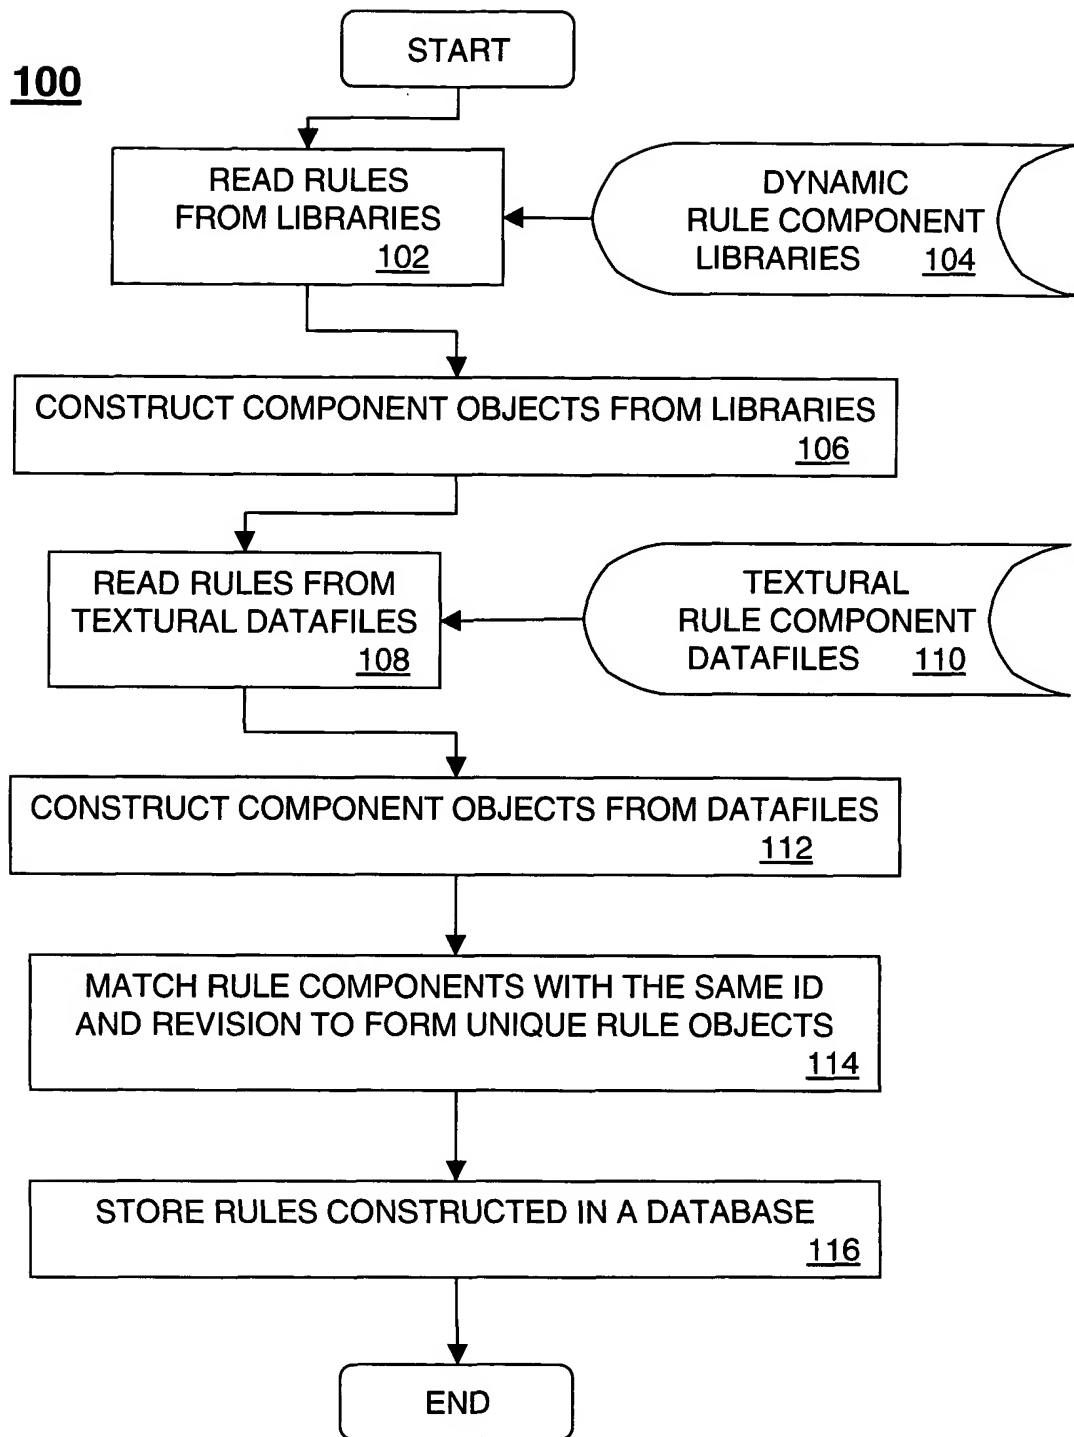 START
100
READ RULES
FROM LIBRARIES
102
DYNAMIC
RULE COMPONENT
LIBRARIES 104
CONSTRUCT COMPONENT OBJECTS FROM LIBRARIES
106
READ RULES FROM
TEXTURAL DATAFILES
108
TEXTURAL
RULE COMPONENT
DATAFILES 110
CONSTRUCT COMPONENT OBJECTS FROM DATAFILES
112
MATCH RULE COMPONENTS WITH THE SAME ID
AND REVISION TO FORM UNIQUE RULE OBJECTS
114
STORE RULES CONSTRUCTED IN A DATABASE
116
END